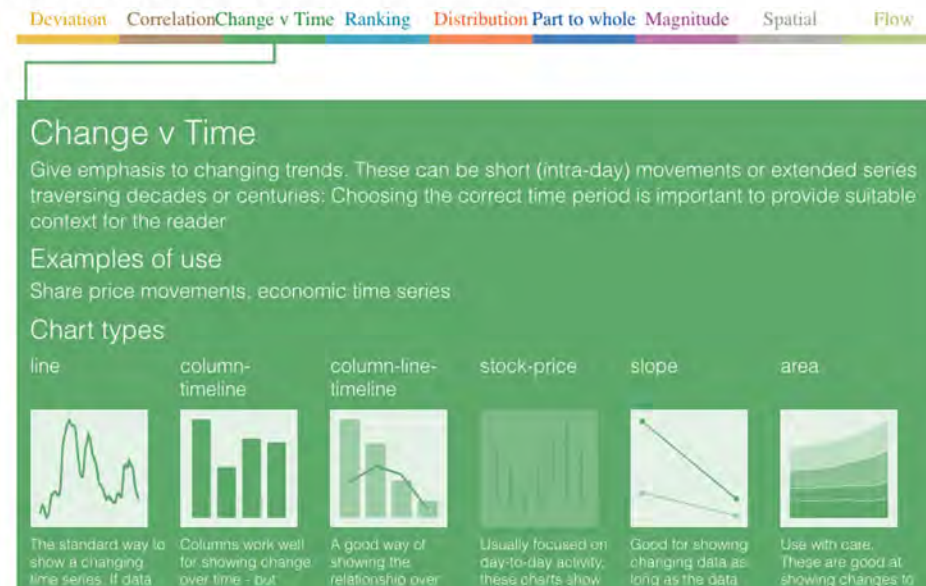 Deviation Correlation Change v Time Ranking Distribution Part to whole Magnitude Spatial Flow
Change v Time
Give emphasis to changing trends. These can be short (intra-day) movements or extended series
traversing decades or centuries: Choosing the correct time period is important to provide suitable
context for the reader
Examples of use
Share price movements, economic time series
Chart types
line
column-
timeline
column-line-
timeline
stock-price
slope
area
The standard way to
show a changing
time series. If data
Columns work well
for showing change
over time - but
A good way of
showing the
relationship over
Usually focused on
day-to-day activity,
these charts show
Good for showing
changing data as
long as the data
Use with care.
These are good at
showing changes to